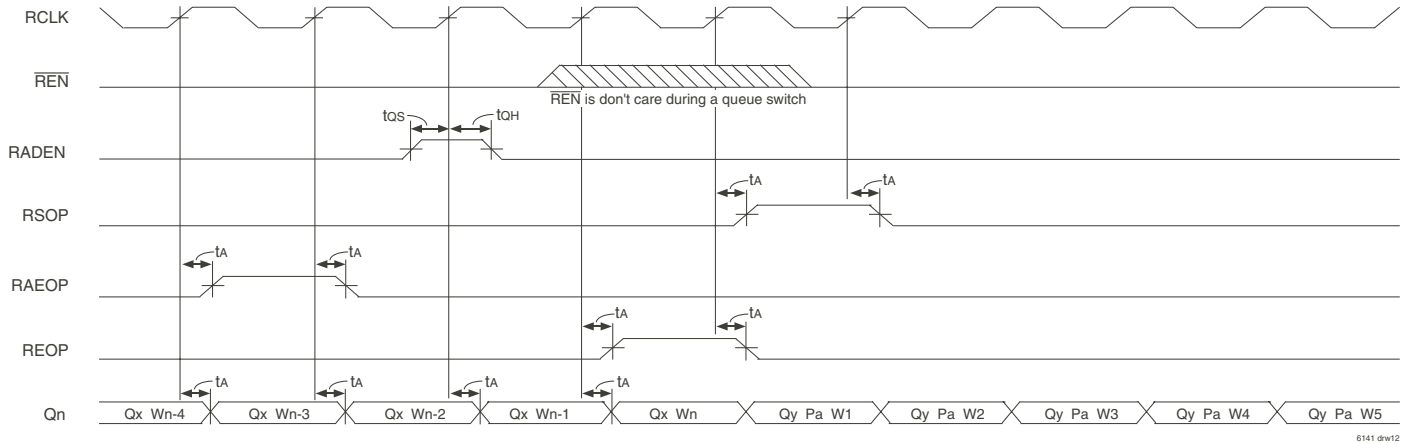 RCLK
REN
REN is don't care during a queue switch
tQS tQH
RADEN
tA tA
RSOP
tA tA
RAEOP
tA tA
REOP
tA tA tA tA
Qn Qx Wn-4 Qx Wn-3 Qx Wn-2 Qx Wn-1 Qx Wn Qy Pa W1 Qy Pa W2 Qy Pa W3 Qy Pa W4 Qy Pa W5
6141 drw12